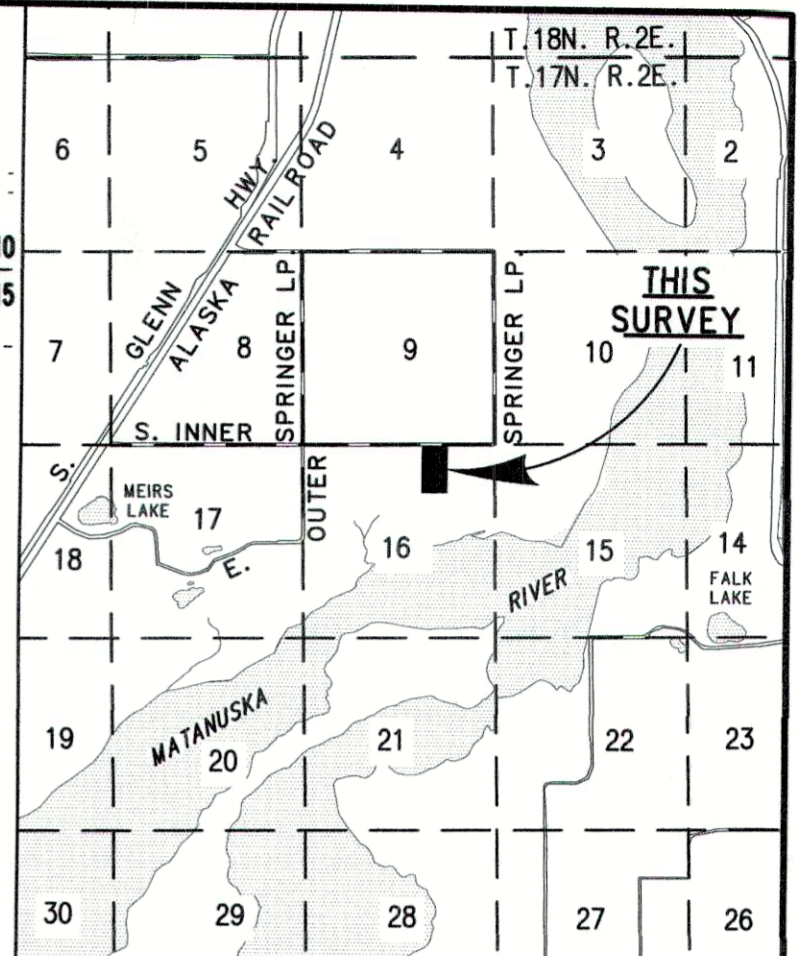 T.18N. R.2E.
T.17N. R.2E.
6
5
4
3
2
S. GLENN HWY.
ALASKA RAILROAD
10
15
7
8
SPRINGER LP.
9
SPRINGER LP.
10
11
THIS
SURVEY
S. INNER
OUTER
MEIRS
LAKE
17
18
E.
16
15
14
FALK
LAKE
RIVER
MATANUSKA
19
20
21
22
23
30
29
28
27
26